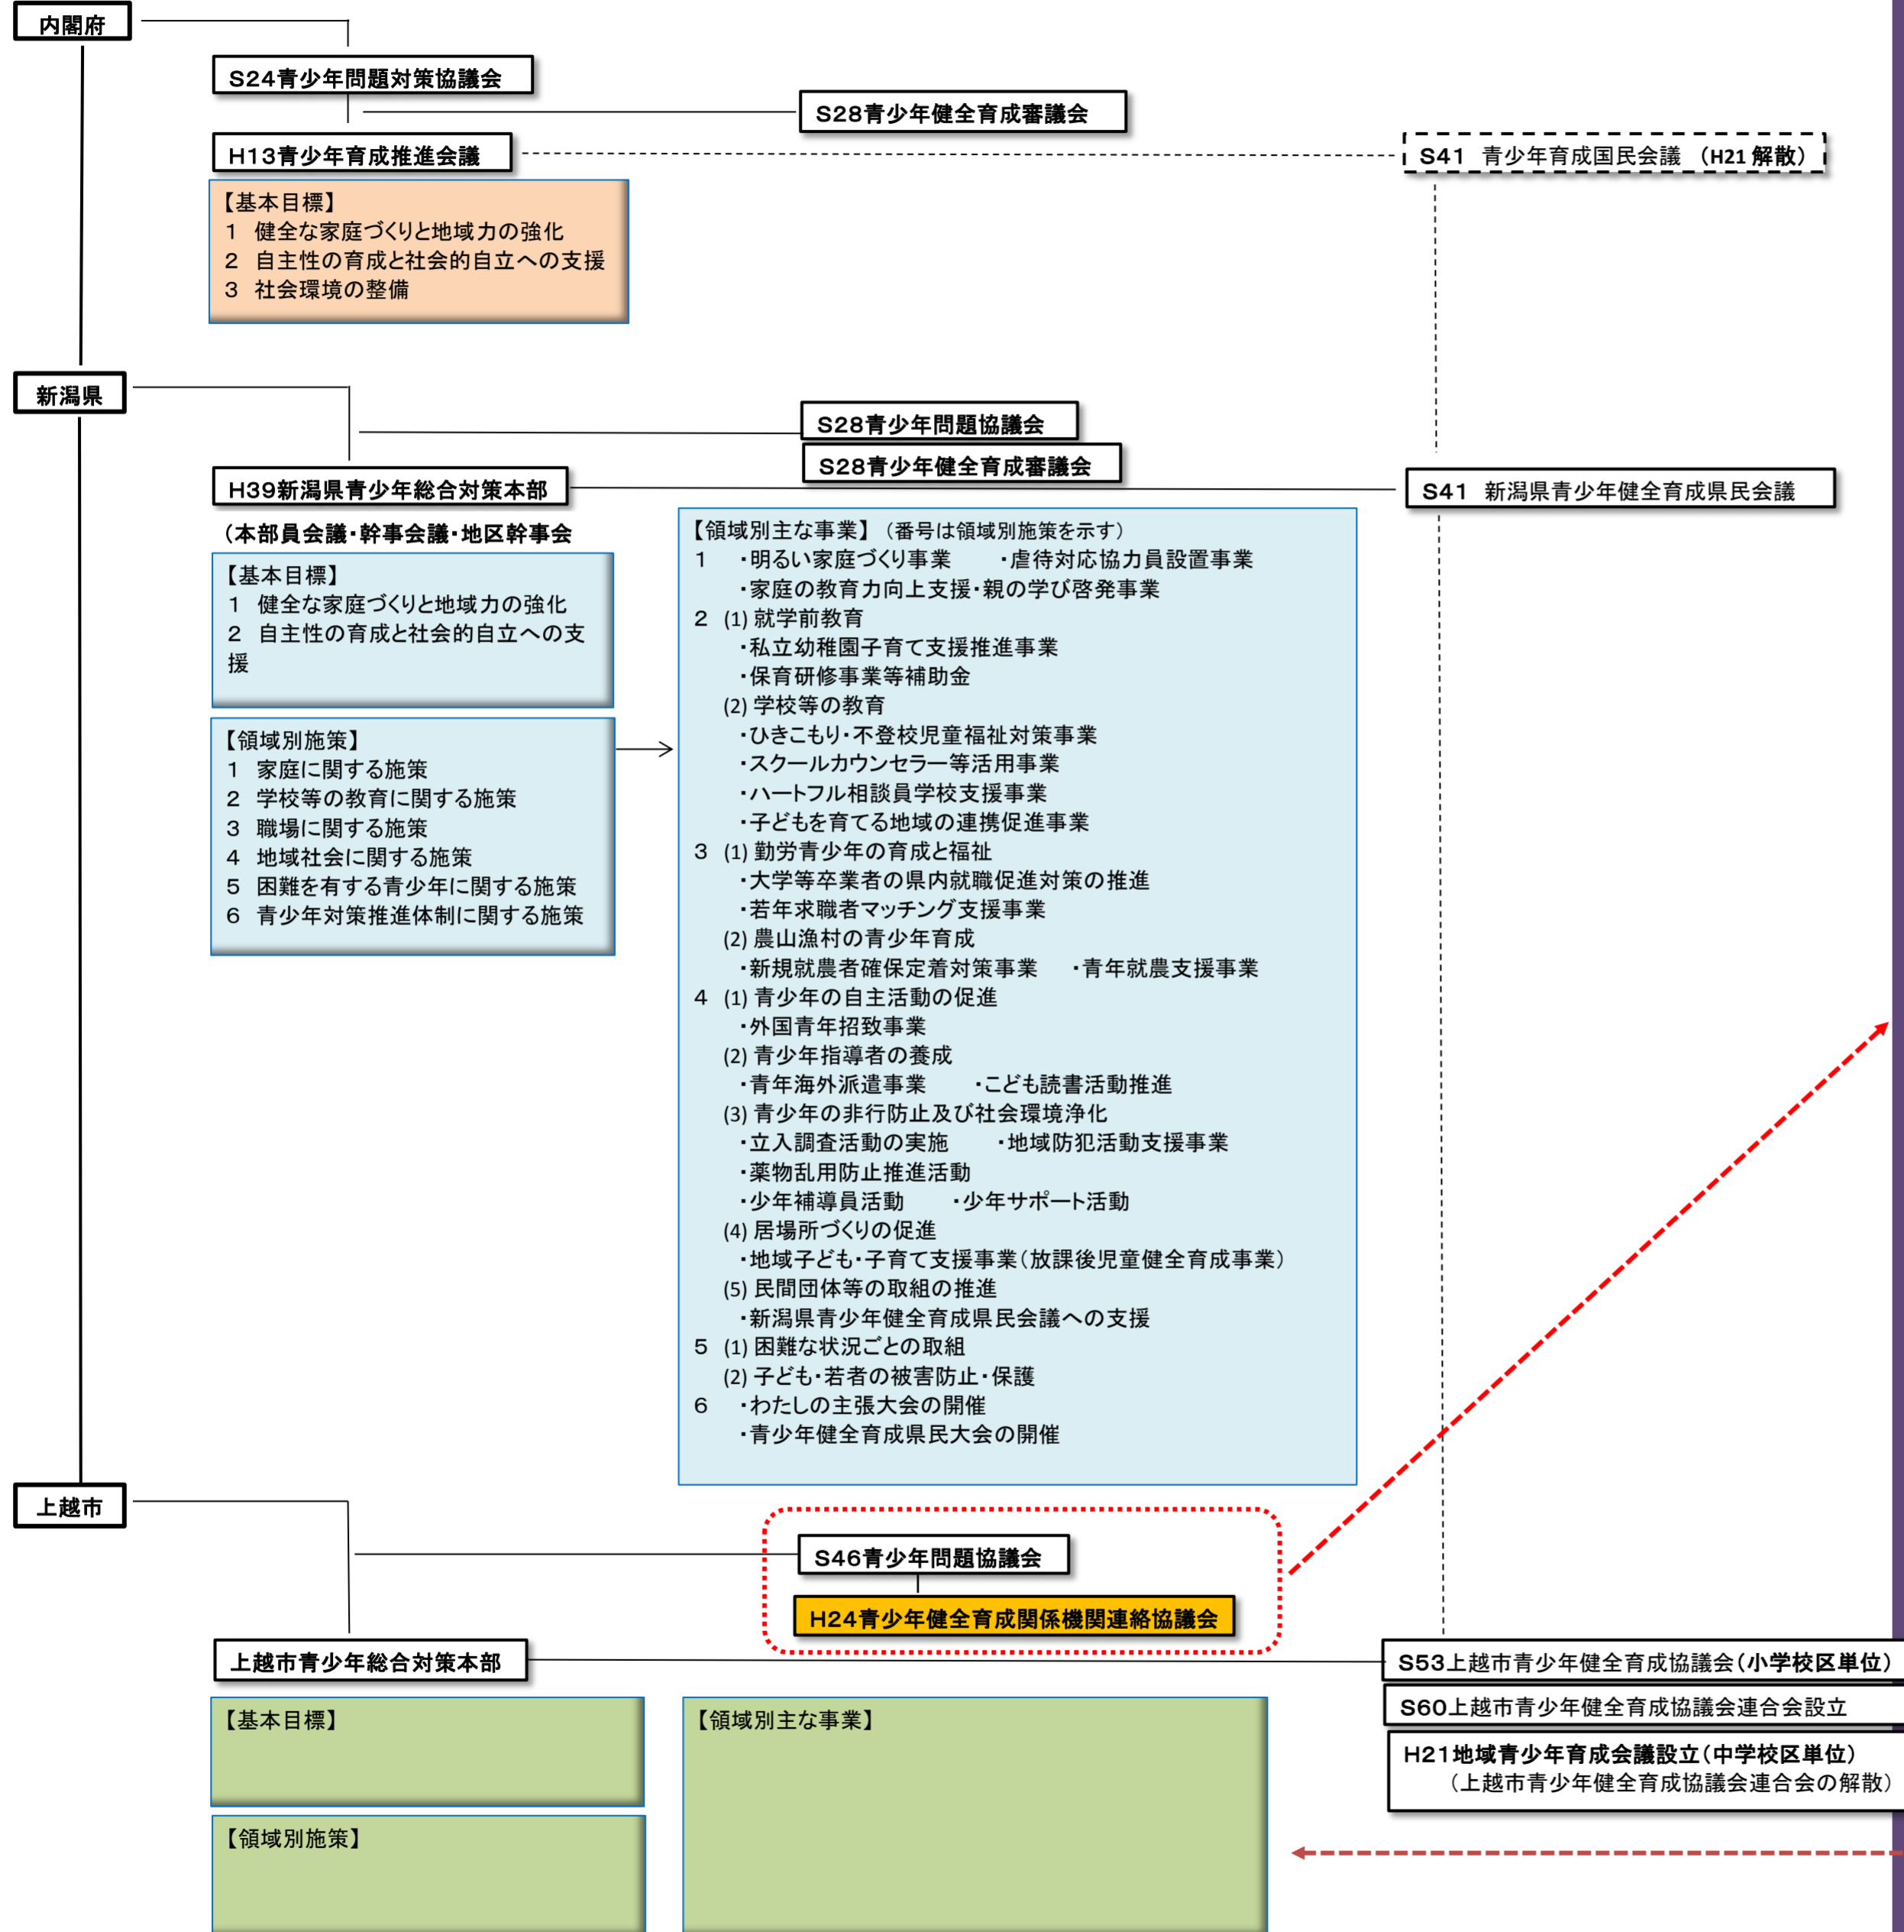 内閣府
S24青少年問題対策協議会
S28青少年健全育成審議会
H13青少年育成推進会議
S41 青少年育成国民会議 （H21 解散）
【基本目標】
1 健全な家庭づくりと地域力の強化
2 自主性の育成と社会的自立への支援
3 社会環境の整備
新潟県
S28青少年問題協議会
S28青少年健全育成審議会
H39新潟県青少年総合対策本部
S41 新潟県青少年健全育成県民会議
（本部員会議・幹事会議・地区幹事会
【基本目標】
1 健全な家庭づくりと地域力の強化
2 自主性の育成と社会的自立への支
援
【領域別施策】
1 家庭に関する施策
2 学校等の教育に関する施策
3 職場に関する施策
4 地域社会に関する施策
5 困難を有する青少年に関する施策
6 青少年対策推進体制に関する施策
【領域別主な事業】（番号は領域別施策を示す）
1 ・明るい家庭づくり事業 ・虐待対応協力員設置事業
・家庭の教育力向上支援・親の学び啓発事業
2 (1) 就学前教育
・私立幼稚園子育て支援推進事業
・保育研修事業等補助金
(2) 学校等の教育
・ひきこもり・不登校児童福祉対策事業
・スクールカウンセラー等活用事業
・ハートフル相談員学校支援事業
・子どもを育てる地域の連携促進事業
3 (1) 勤労青少年の育成と福祉
・大学等卒業者の県内就職促進対策の推進
・若年求職者マッチング支援事業
(2) 農山漁村の青少年育成
・新規就農者確保定着対策事業 ・青年就農支援事業
4 (1) 青少年の自主活動の促進
・外国青年招致事業
(2) 青少年指導者の養成
・青年海外派遣事業 ・こども読書活動推進
(3) 青少年の非行防止及び社会環境浄化
・立入調査活動の実施 ・地域防犯活動支援事業
・薬物乱用防止推進活動
・少年補導員活動 ・少年サポート活動
(4) 居場所づくりの促進
・地域子ども・子育て支援事業（放課後児童健全育成事業）
(5) 民間団体等の取組の推進
・新潟県青少年健全育成県民会議への支援
5 (1) 困難な状況ごとの取組
(2) 子ども・若者の被害防止・保護
6 ・わたしの主張大会の開催
・青少年健全育成県民大会の開催
上越市
S46青少年問題協議会
H24青少年健全育成関係機関連絡協議会
上越市青少年総合対策本部
S53上越市青少年健全育成協議会（小学校区単位）
S60上越市青少年健全育成協議会連合会設立
H21地域青少年育成会議設立（中学校区単位）
（上越市青少年健全育成協議会連合会の解散）
【基本目標】
【領域別主な事業】
【領域別施策】